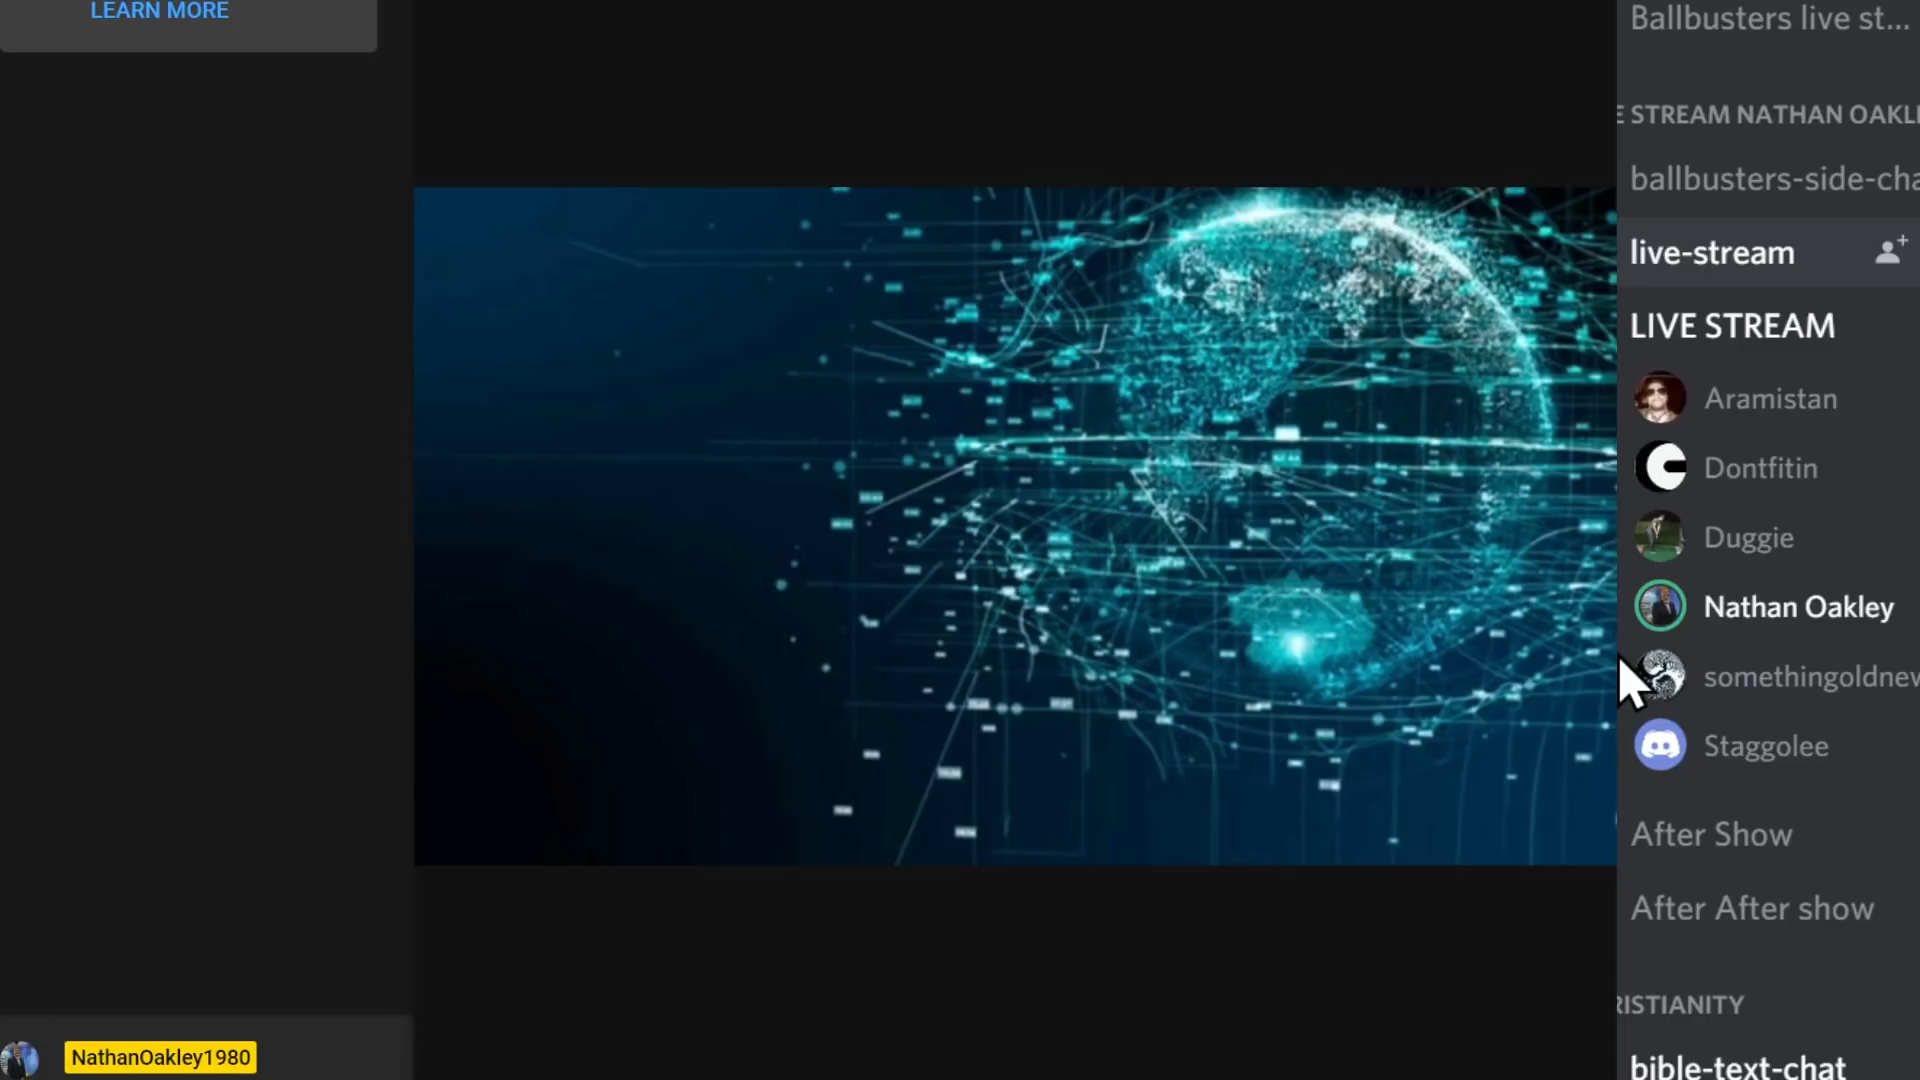 LEARN MORE
NathanOakley1980
Ballbusters live st...
E STREAM NATHAN OAKL
ballbusters-side-cha
live-stream
LIVE STREAM
Aramistan
Dontfitin
Duggie
Nathan Oakley
somethingoldnew
Staggolee
After Show
After After show
RISTIANITY
bible-text-chat